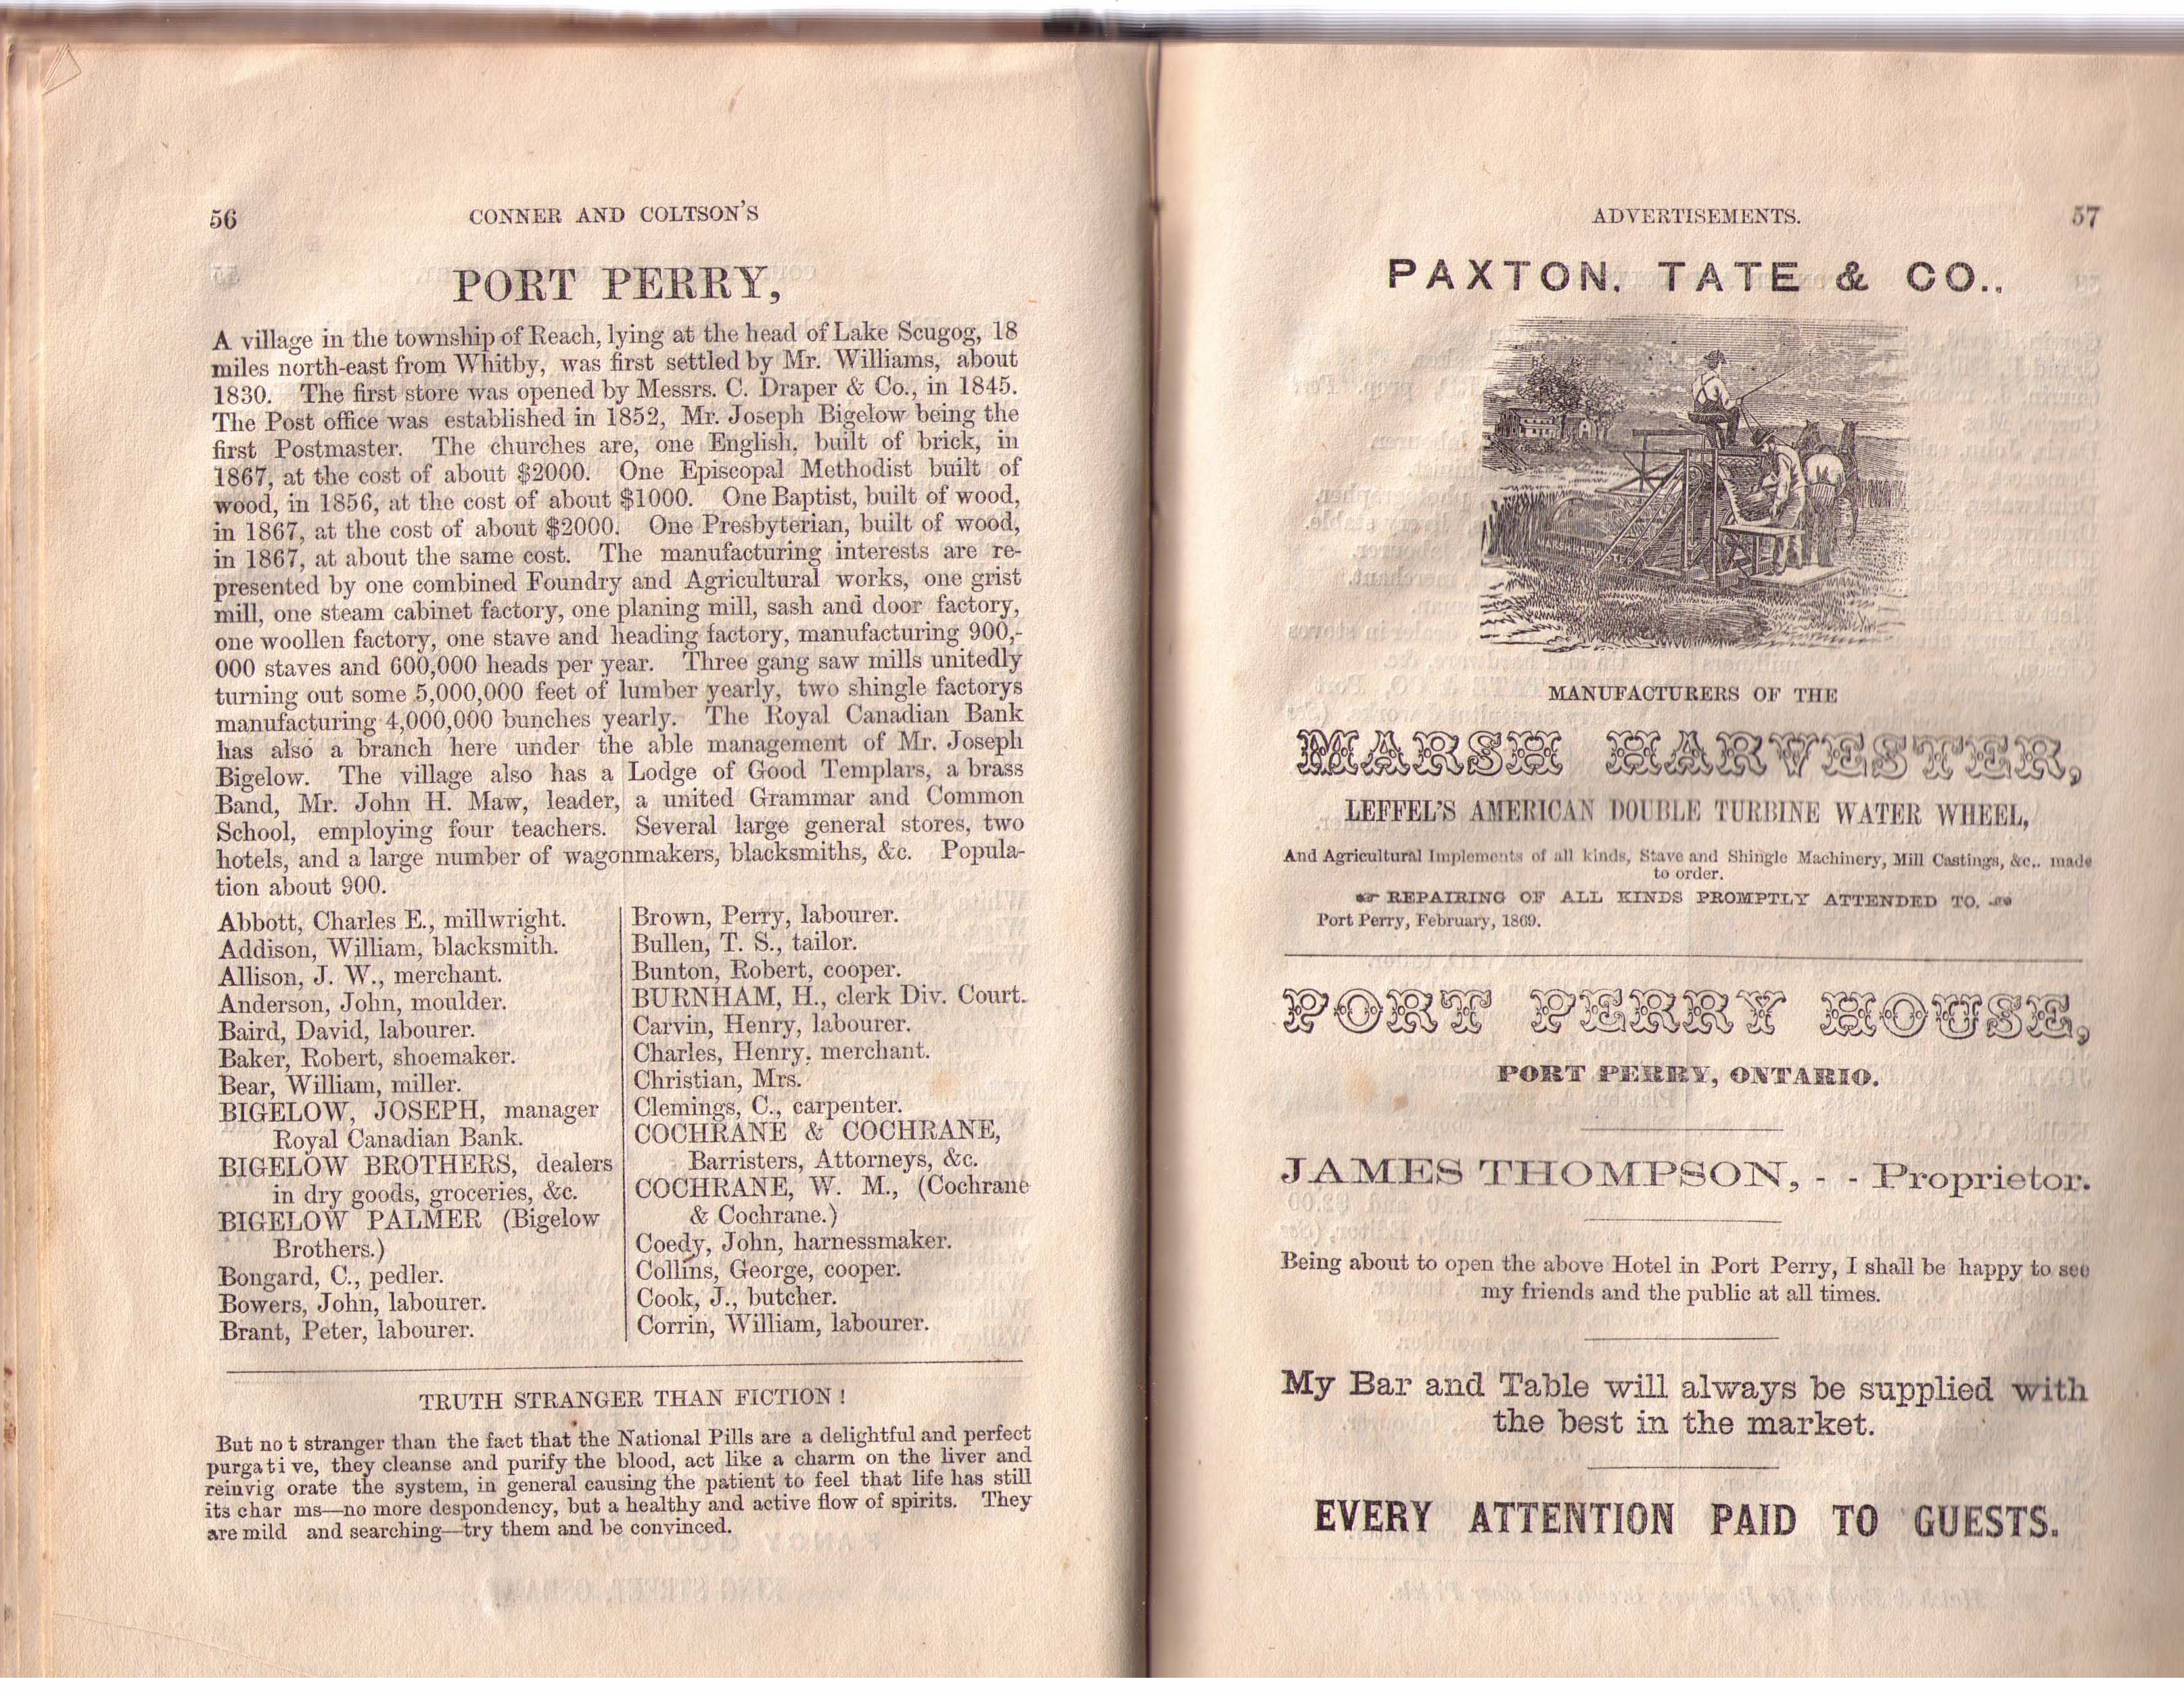 56
CONNER AND COLTSON'S
PORT PERRY,
A village in the township of Reach, lying at the head of Lake Scugog, 18
miles north-east from Whitby, was first settled by Mr. Williams, about
1830. The first store was opened by Messrs. C. Draper & Co., in 1845.
The Post office was established in 1852, Mr. Joseph Bigelow being the
first Postmaster. The churches are, one English, built of brick, in
1867, at the cost of about $2000. One Episcopal Methodist built of
wood, in 1856, at the cost of about $1000. One Baptist, built of wood,
in 1867, at the cost of about $2000. One Presbyterian, built of wood,
in 1867, at about the same cost. The manufacturing interests are re-
presented by one combined Foundry and Agricultural works, one grist
mill, one steam cabinet factory, one planing mill, sash and door factory,
one woollen factory, one stave and heading factory, manufacturing 900,-
000 staves and 600,000 heads per year. Three gang saw mills unitedly
turning out some 5,000,000 feet of lumber yearly, two shingle factorys
manufacturing 4,000,000 bunches yearly. The Royal Canadian Bank
has also a branch here under the able management of Mr. Joseph
Bigelow. The village also has a Lodge of Good Templars, a brass
Band, Mr. John H. Maw, leader, a united Grammar and Common
School, employing four teachers. Several large general stores, two
hotels, and a large number of wagonmakers, blacksmiths, &c. Popula-
tion about 900.
Abbott, Charles E., millwright.
Addison, William, blacksmith.
Allison, J. W., merchant.
Anderson, John, moulder.
Baird, David, labourer.
Baker, Robert, shoemaker.
Bear, William, miller.
BIGELOW, JOSEPH, manager
Royal Canadian Bank.
BIGELOW BROTHERS, dealers
in dry goods, groceries, &c.
BIGELOW PALMER (Bigelow
Brothers.)
Bongard, C., pedler.
Bowers, John, labourer.
Brant, Peter, labourer.
Brown, Perry, labourer.
Bullen, T. S., tailor.
Bunton, Robert, cooper.
BURNHAM, H., clerk Div. Court.
Carvin, Henry, labourer.
Charles, Henry, merchant.
Christian, Mrs.
Clemings, C., carpenter.
COCHRANE & COCHRANE,
Barristers, Attorneys, &c.
COCHRANE, W. M., (Cochrane
& Cochrane.)
Coedy, John, harnessmaker.
Collins, George, cooper.
Cook, J., butcher.
Corrin, William, labourer.
TRUTH STRANGER THAN FICTION !
But no t stranger than the fact that the National Pills are a delightful and perfect
purgati ve, they cleanse and purify the blood, act like a charm on the liver and
reinvig orate the system, in general causing the patient to feel that life has still
its char ms—no more despondency, but a healthy and active flow of spirits. They
are mild and searching—try them and be convinced.
ADVERTISEMENTS.
57
PAXTON, TATE & CO.,
MANUFACTURERS OF THE
MARSH HARVESTER,
LEFFEL'S AMERICAN DOUBLE TURBINE WATER WHEEL,
And Agricultural Implements of all kinds, Stave and Shingle Machinery, Mill Castings, &c., made
to order.
☞ REPAIRING OF ALL KINDS PROMPTLY ATTENDED TO. ☜
Port Perry, February, 1869.
PORT PERRY HOUSE,
PORT PERRY, ONTARIO.
JAMES THOMPSON, - - Proprietor.
Being about to open the above Hotel in Port Perry, I shall be happy to see
my friends and the public at all times.
My Bar and Table will always be supplied with
the best in the market.
EVERY ATTENTION PAID TO GUESTS.